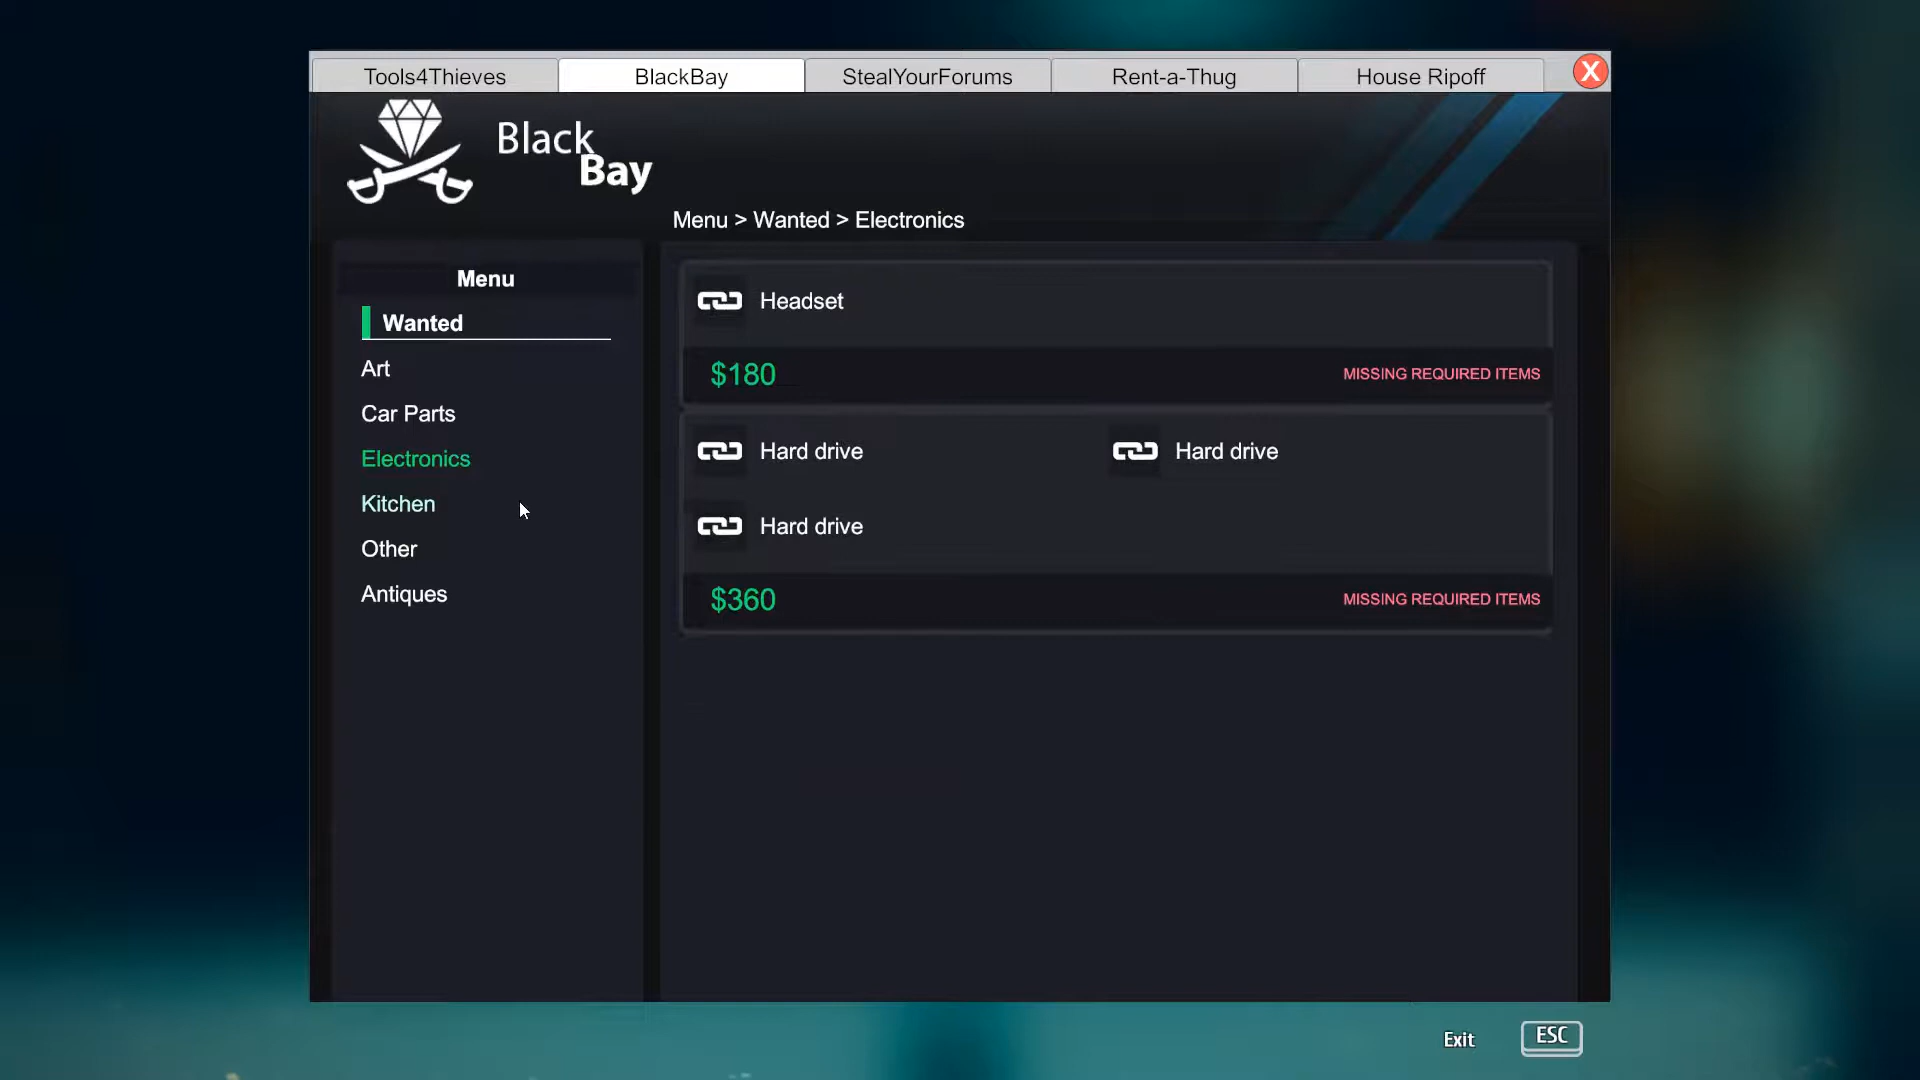 Tools4Thieves BlackBay StealYourForums Rent-a-Thug House Ripoff X
Black
Bay
Menu > Wanted > Electronics
Menu
Wanted
Art
Car Parts
Electronics
Kitchen
Other
Antiques
Headset
$180 MISSING REQUIRED ITEMS
Hard drive Hard drive
Hard drive
$360 MISSING REQUIRED ITEMS
Exit ESC